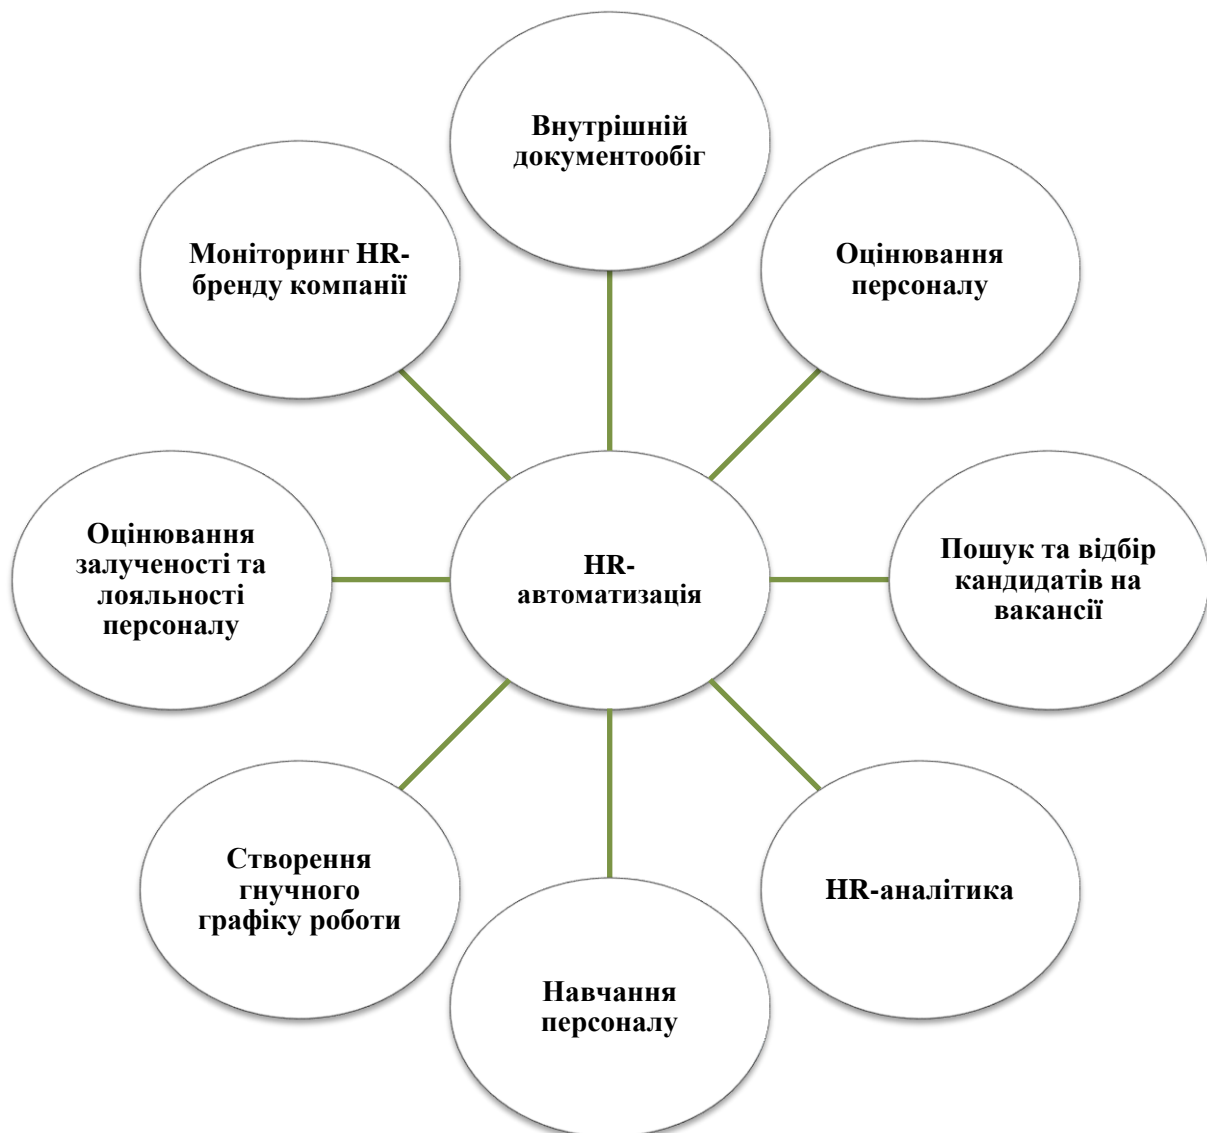 Внутрішній
документообіг
Моніторинг HR-
бренду компанії
Оцінювання
персоналу
Оцінювання
залученості та
лояльності
персоналу
HR-
автоматизація
Пошук та відбір
кандидатів на
вакансії
Створення
гнучного
графіку роботи
HR-аналітика
Навчання
персоналу